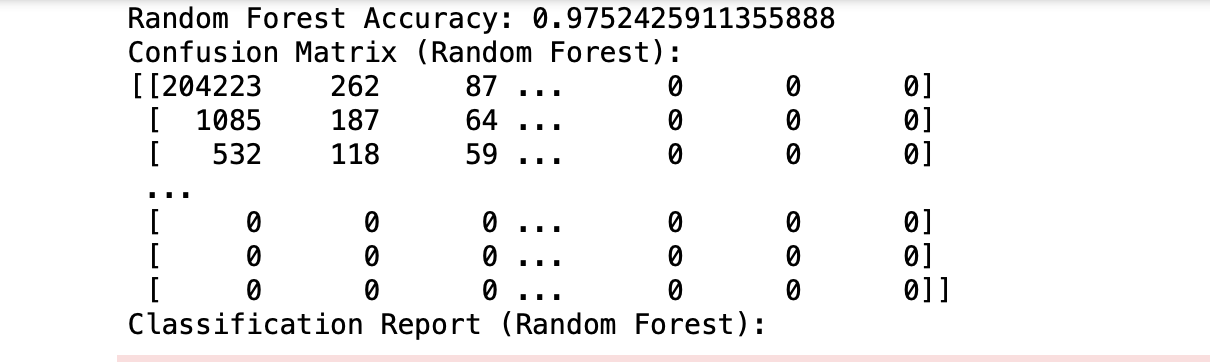 Random Forest Accuracy: 0.9752425911355888
Confusion Matrix (Random Forest):
[[204223    262     87 ...      0      0      0]
 [  1085    187     64 ...      0      0      0]
 [   532    118     59 ...      0      0      0]
 ...
 [     0      0      0 ...      0      0      0]
 [     0      0      0 ...      0      0      0]
 [     0      0      0 ...      0      0      0]]
Classification Report (Random Forest):